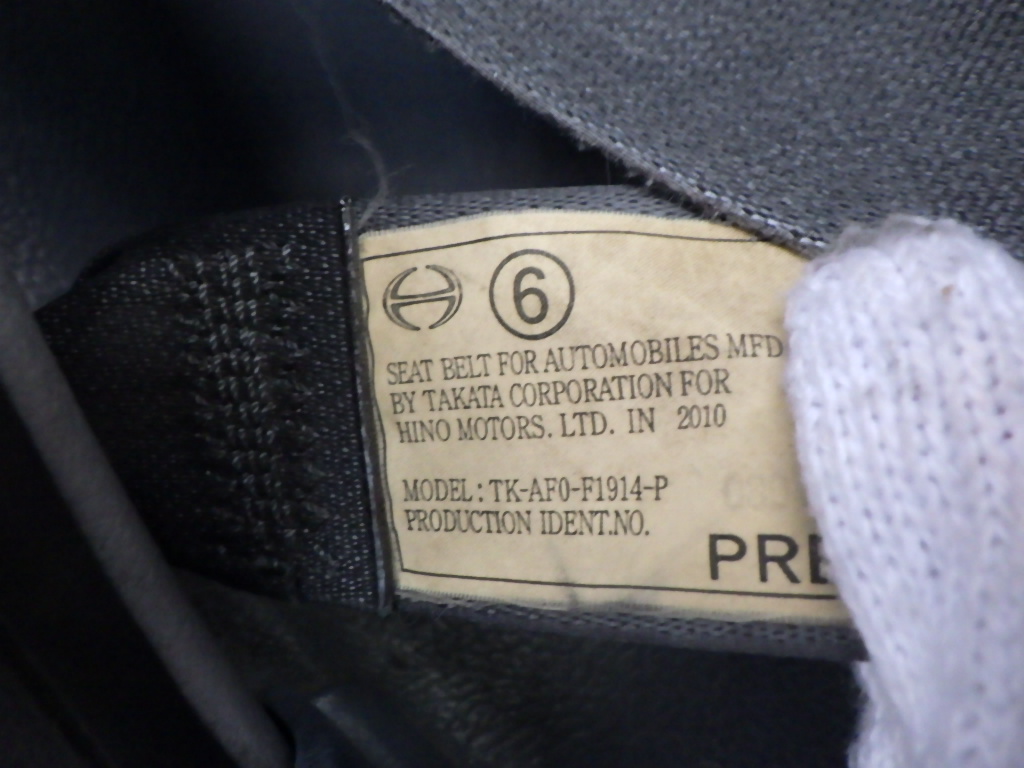 6
SEAT BELT FOR AUTOMOBILES MFD
BY TAKATA CORPORATION FOR
HINO MOTORS. LTD. IN 2010
MODEL : TK-AF0-F1914-P
PRODUCTION IDENT.NO.
PRE